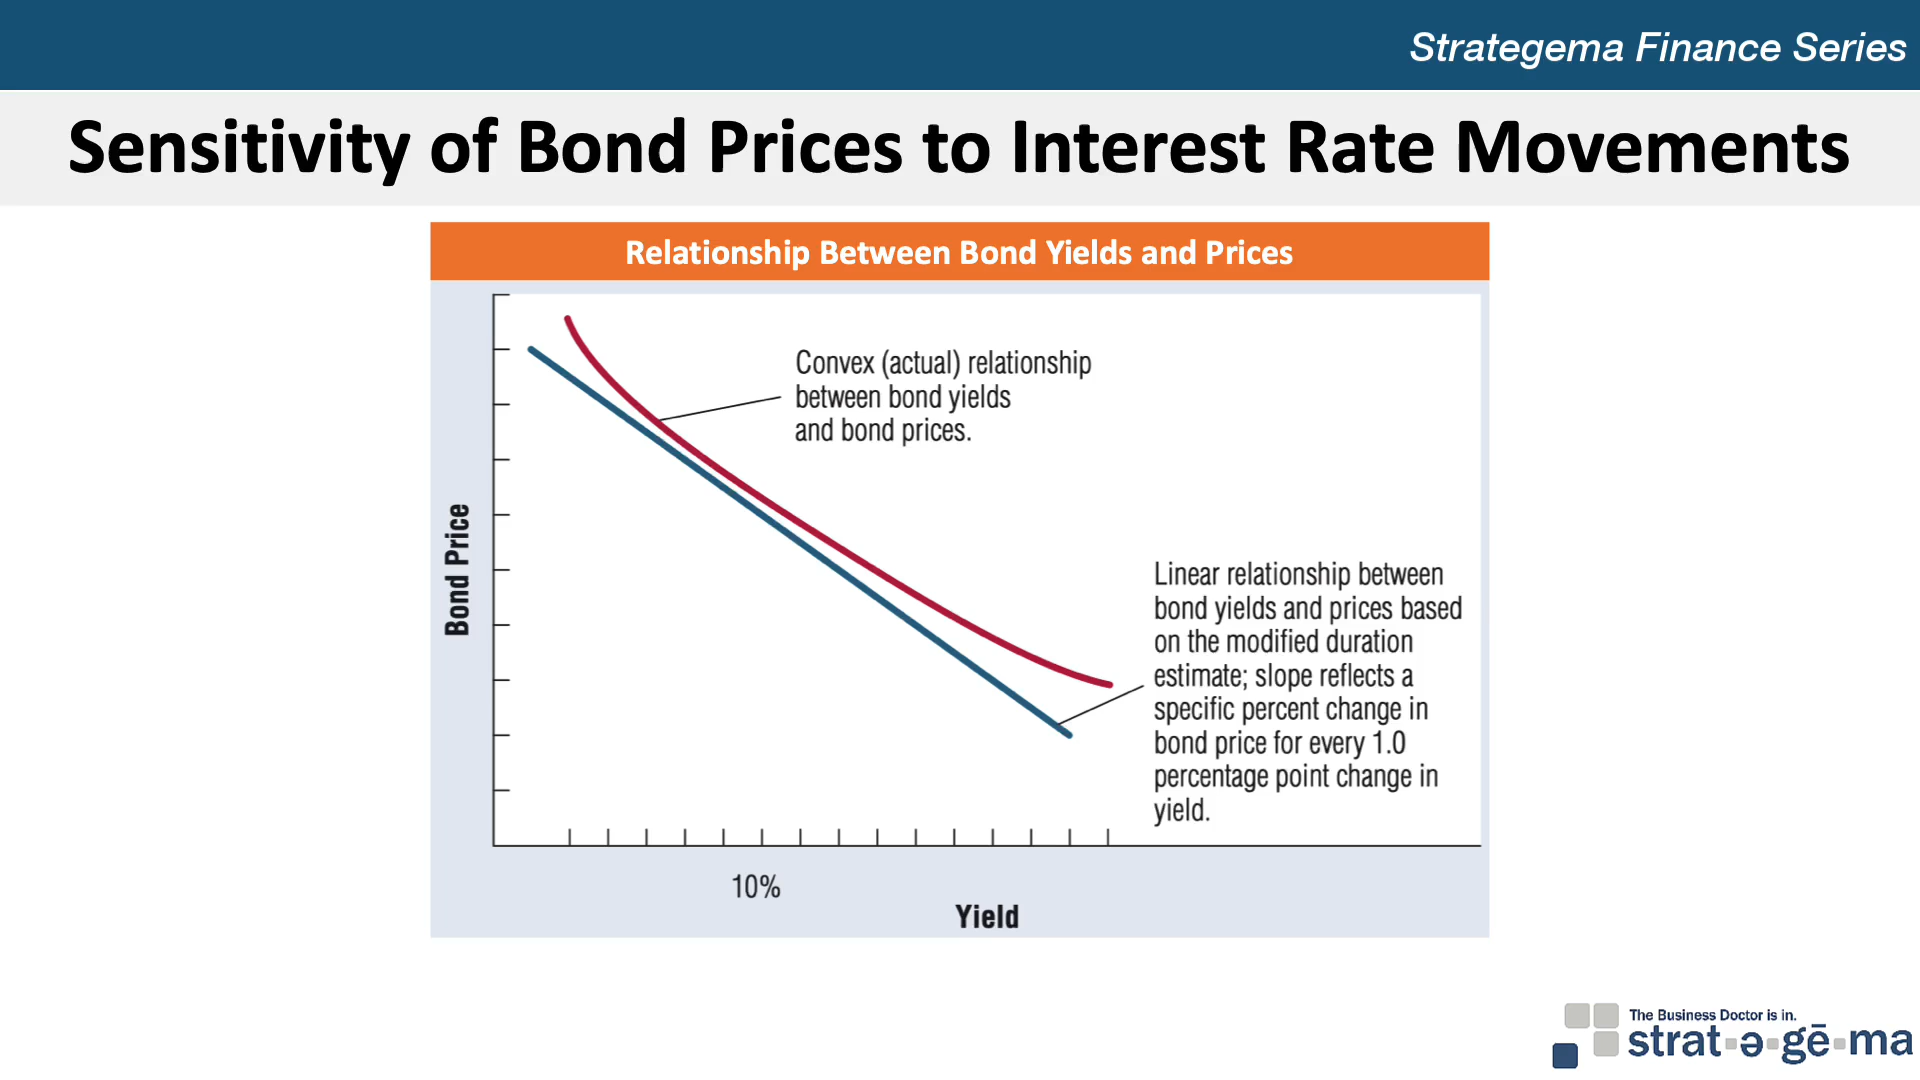 Strategema Finance Series
Sensitivity of Bond Prices to Interest Rate Movements
Relationship Between Bond Yields and Prices
Convex (actual) relationship
between bond yields
and bond prices.
Bond Price
Linear relationship between
bond yields and prices based
on the modified duration
estimate; slope reflects a
specific percent change in
bond price for every 1.0
percentage point change in
yield.
10%
Yield
The Business Doctor is in.
strat▪ə▪gē▪ma